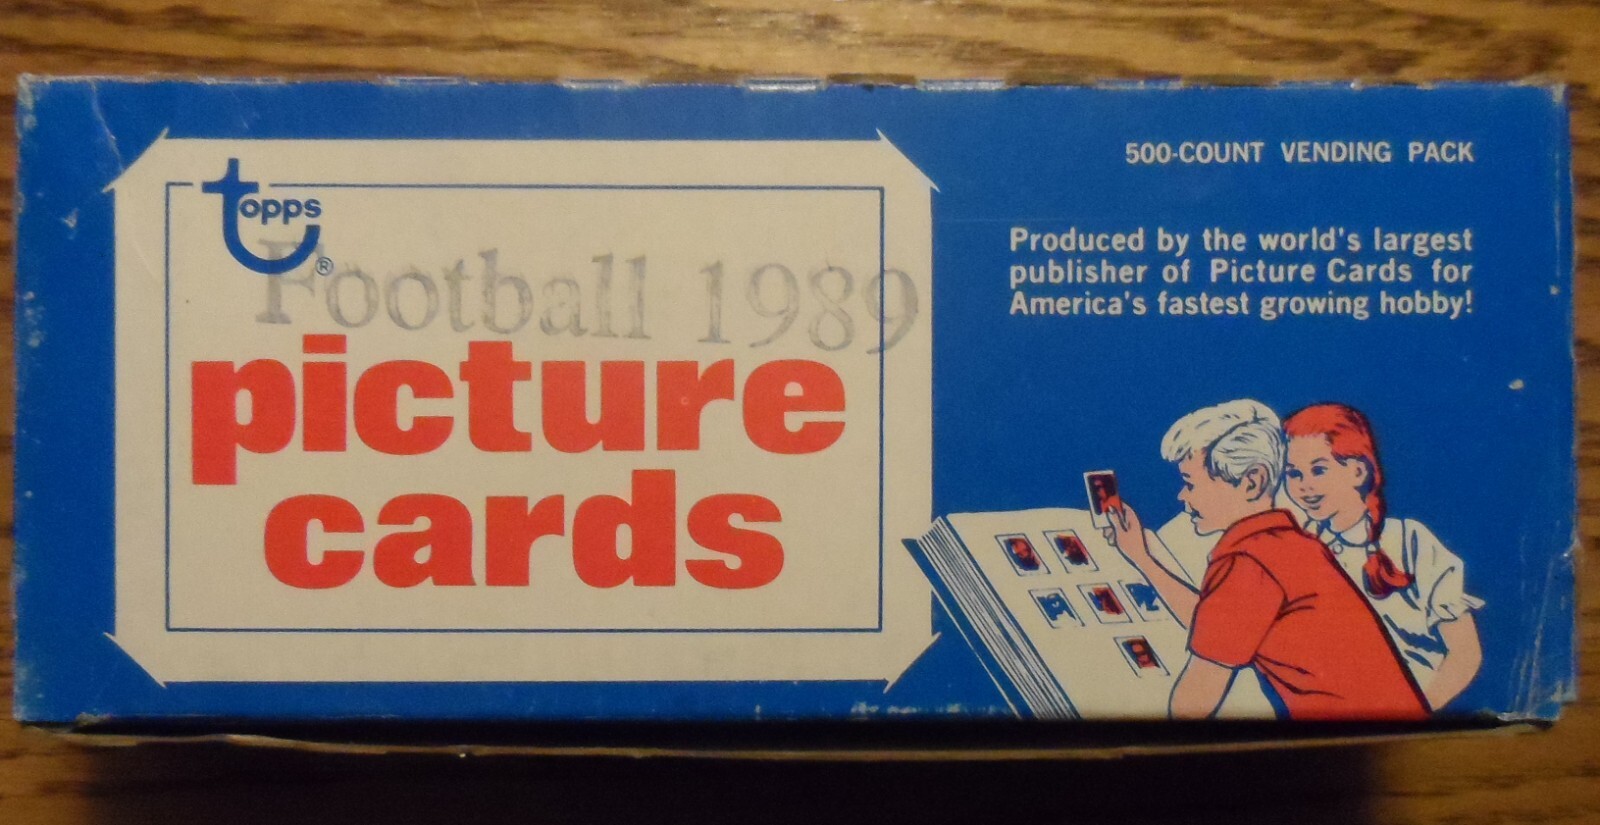 topps®
Football 1989
picture
cards
500-COUNT VENDING PACK
Produced by the world's largest
publisher of Picture Cards for
America's fastest growing hobby!